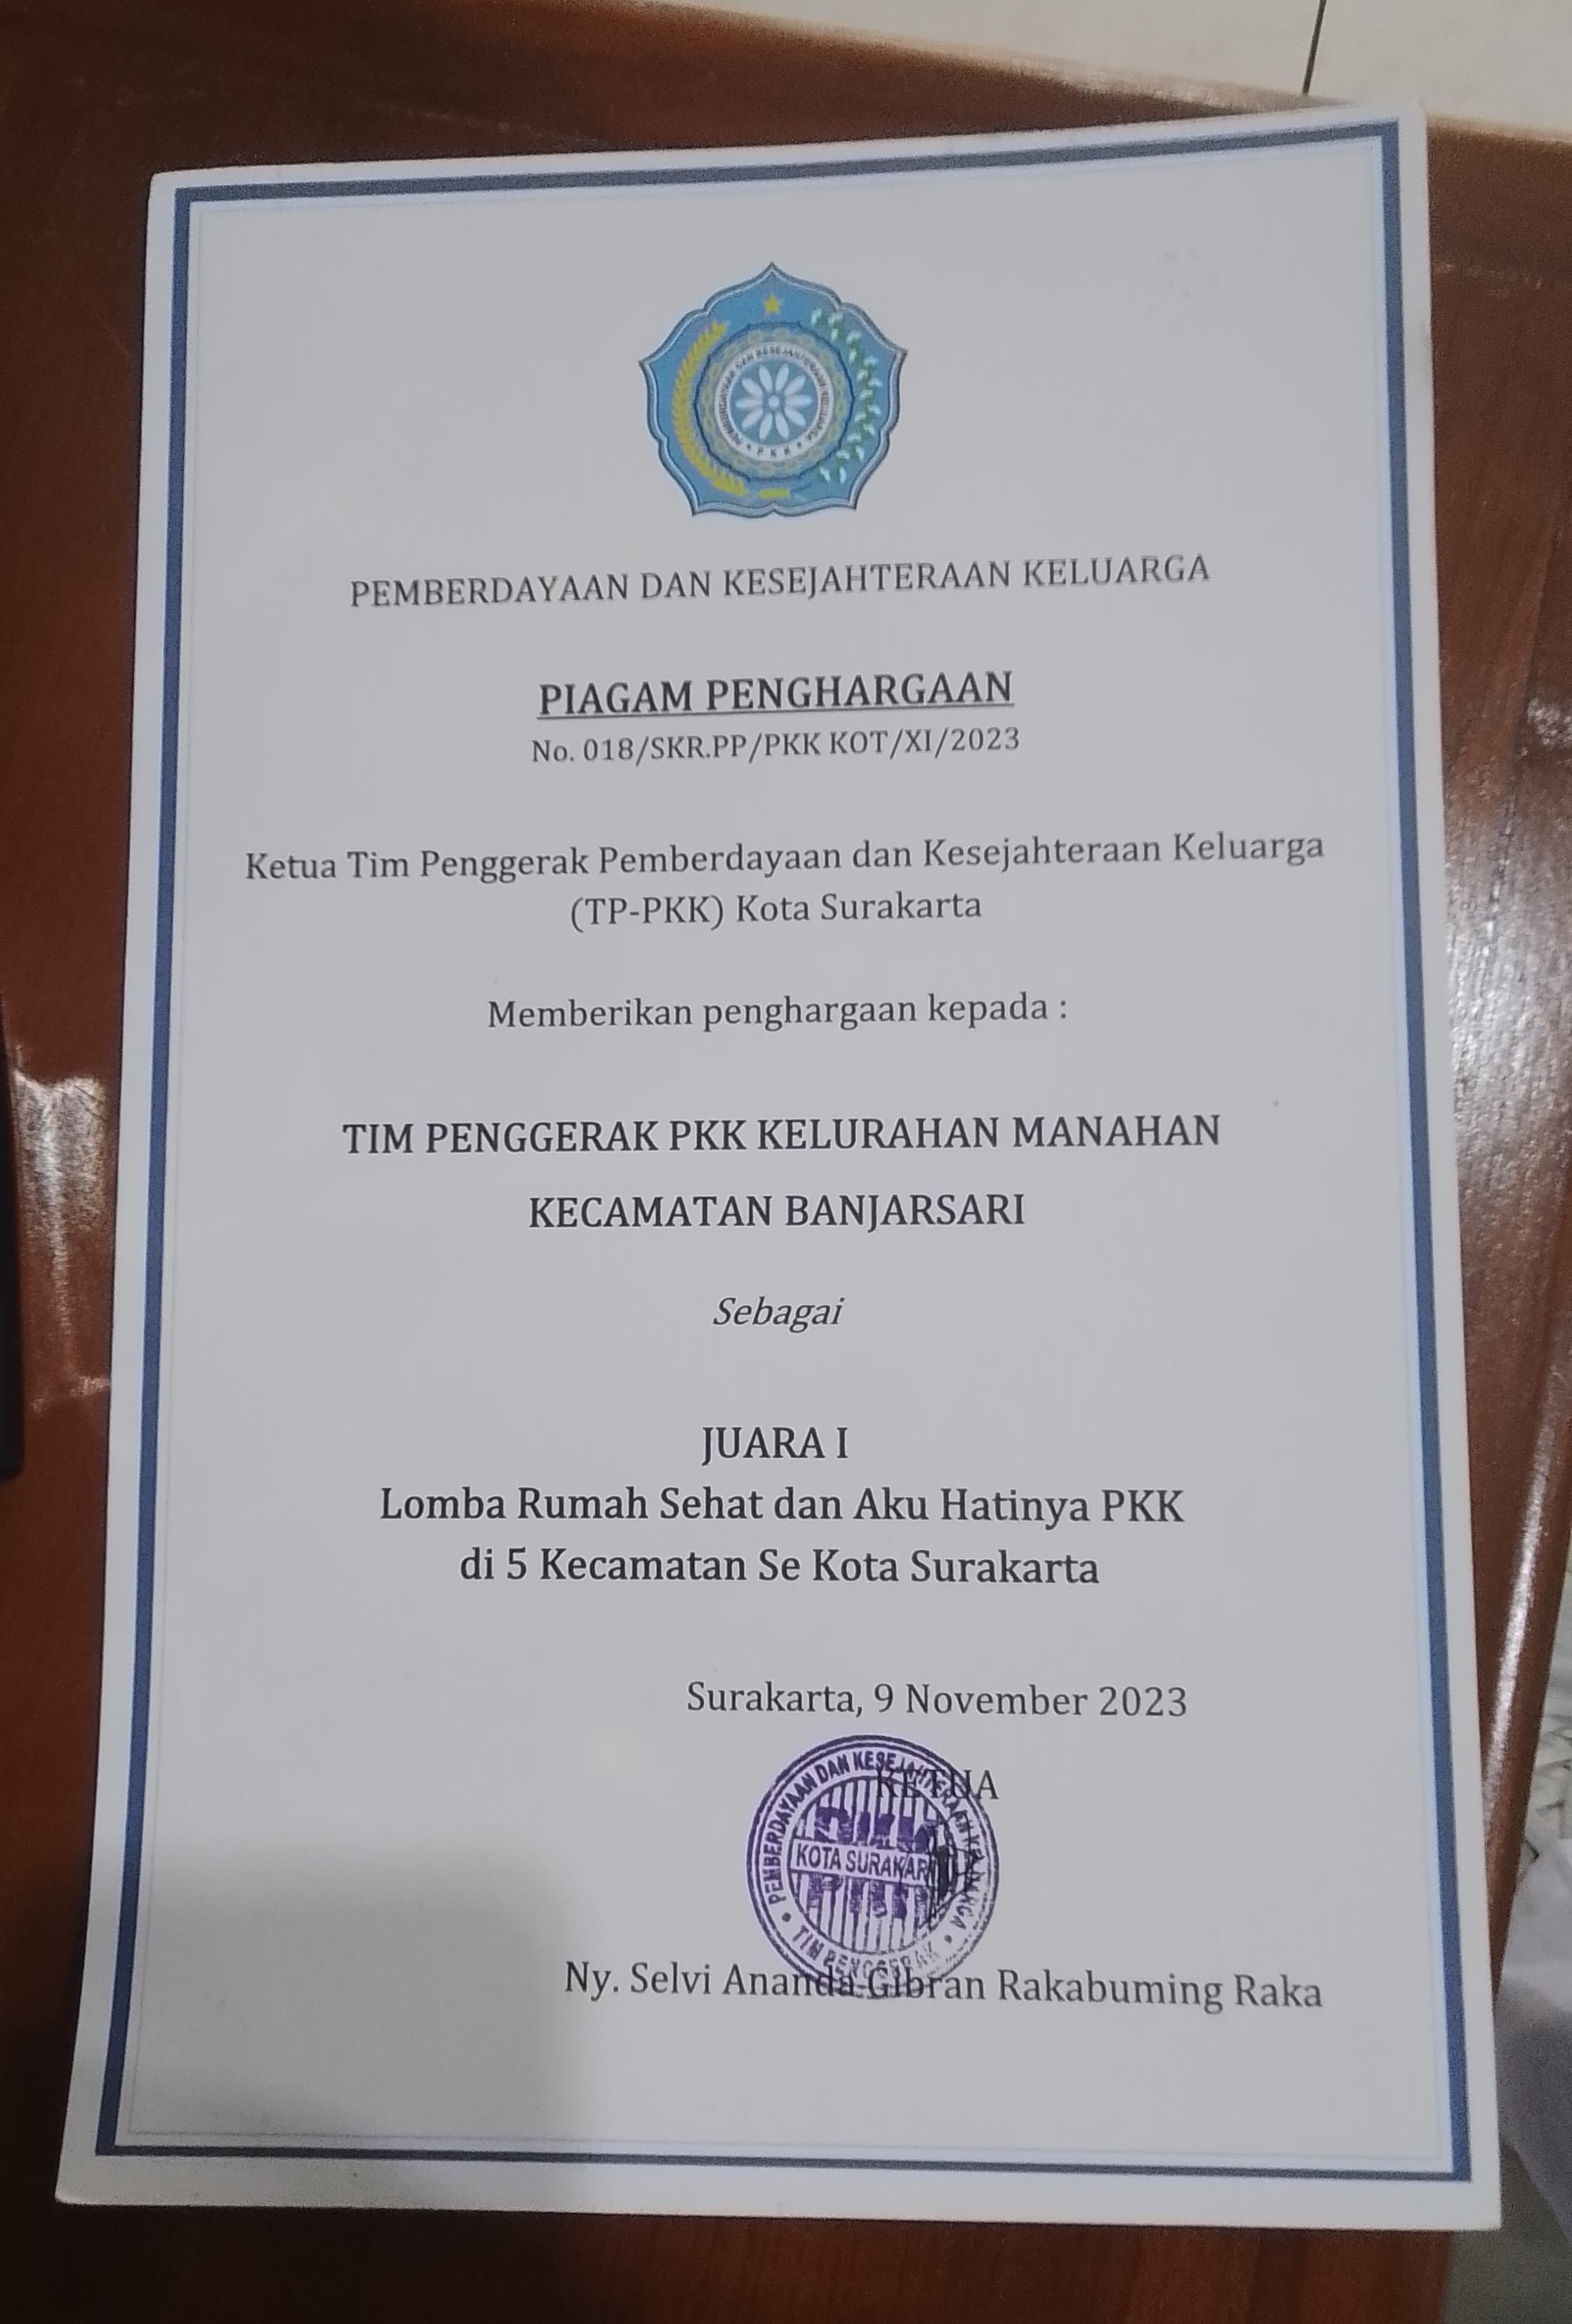 PEMBERDAYAAN DAN KESEJAHTERAAN KELUARGA
PKK
PEMBERDAYAAN DAN KESEJAHTERAAN KELUARGA
PIAGAM PENGHARGAAN
No. 018/SKR.PP/PKK KOT/XI/2023
Ketua Tim Penggerak Pemberdayaan dan Kesejahteraan Keluarga
(TP-PKK) Kota Surakarta
Memberikan penghargaan kepada :
TIM PENGGERAK PKK KELURAHAN MANAHAN
KECAMATAN BANJARSARI
Sebagai
JUARA I
Lomba Rumah Sehat dan Aku Hatinya PKK
di 5 Kecamatan Se Kota Surakarta
Surakarta, 9 November 2023
KETUA
PEMBERDAYAAN DAN KESEJAHTERAAN KELUARGA
KOTA SURAKARTA
TIM PENGGERAK
Ny. Selvi Ananda Gibran Rakabuming Raka